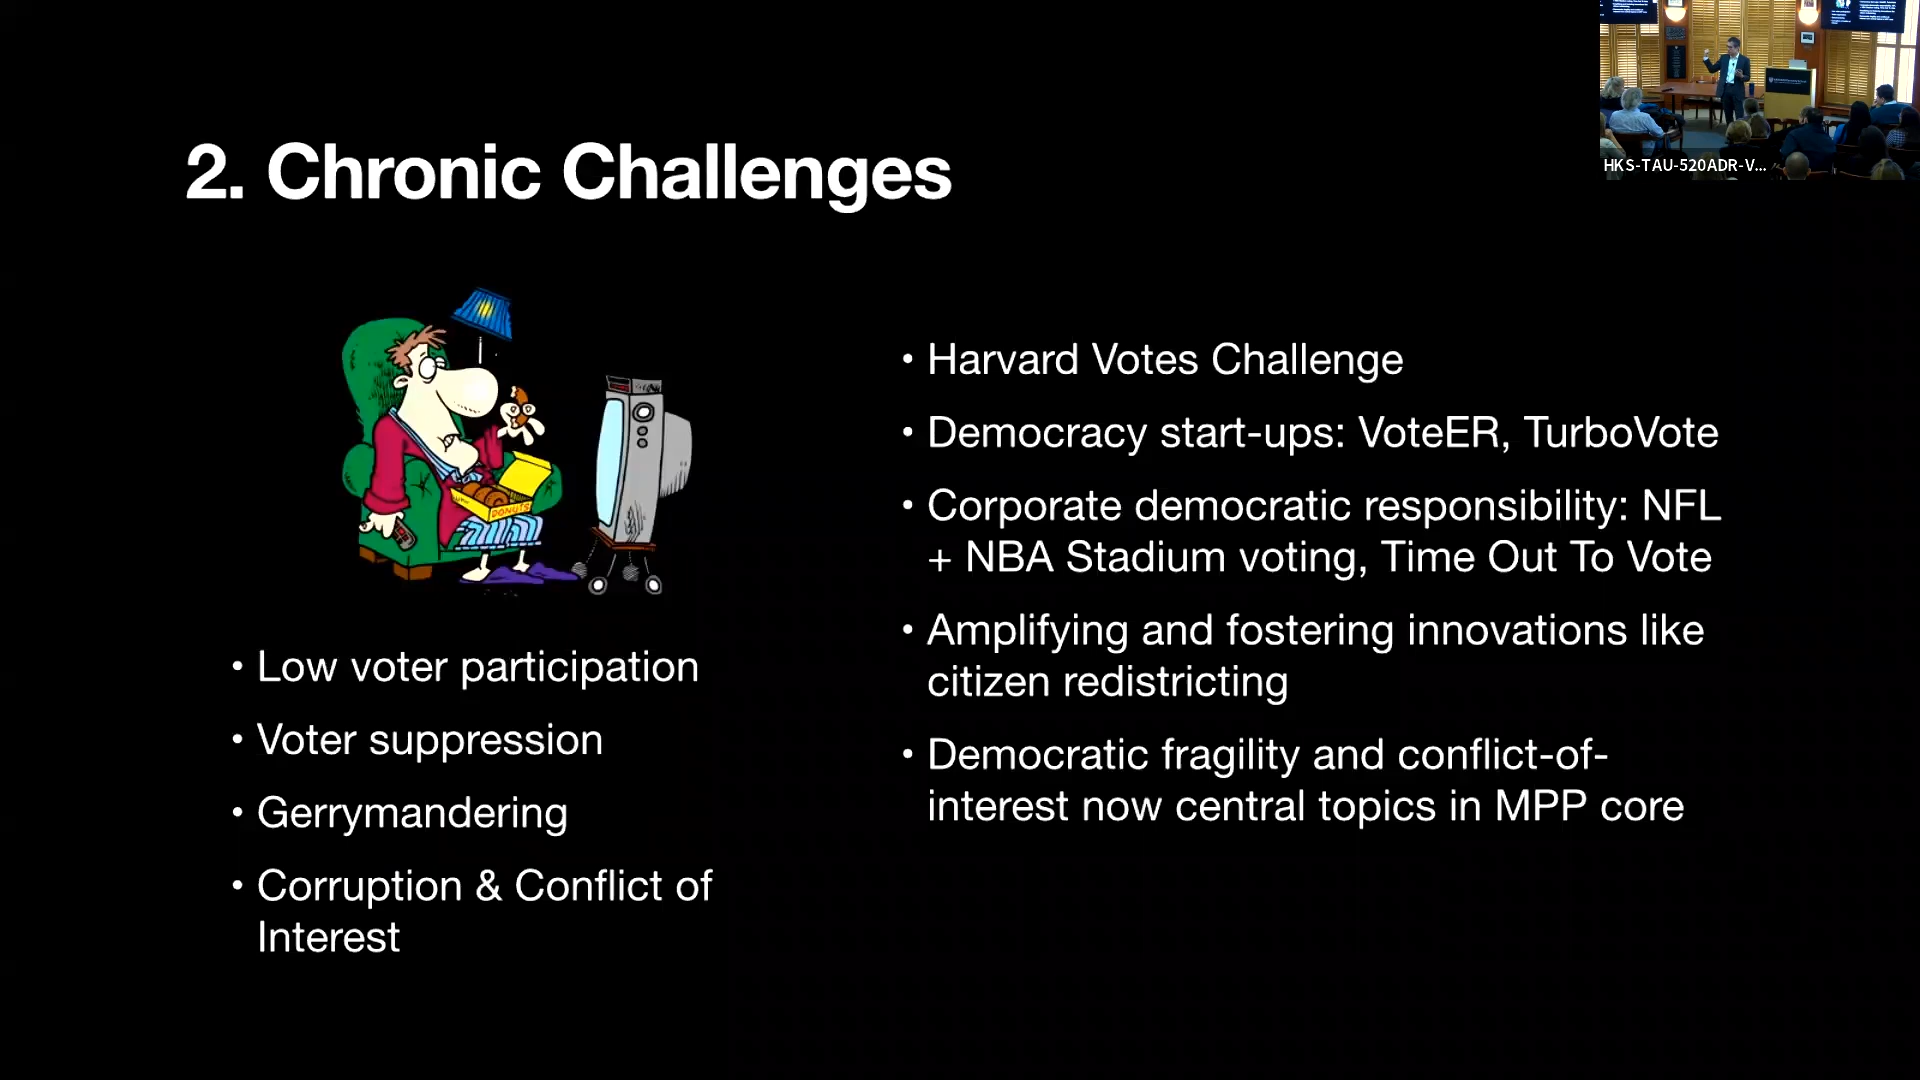 2. Chronic Challenges
HKS-TAU-520ADR-V...
DONUTS
• Low voter participation
• Voter suppression
• Gerrymandering
• Corruption & Conflict of
Interest
• Harvard Votes Challenge
• Democracy start-ups: VoteER, TurboVote
• Corporate democratic responsibility: NFL
+ NBA Stadium voting, Time Out To Vote
• Amplifying and fostering innovations like
citizen redistricting
• Democratic fragility and conflict-of-
interest now central topics in MPP core